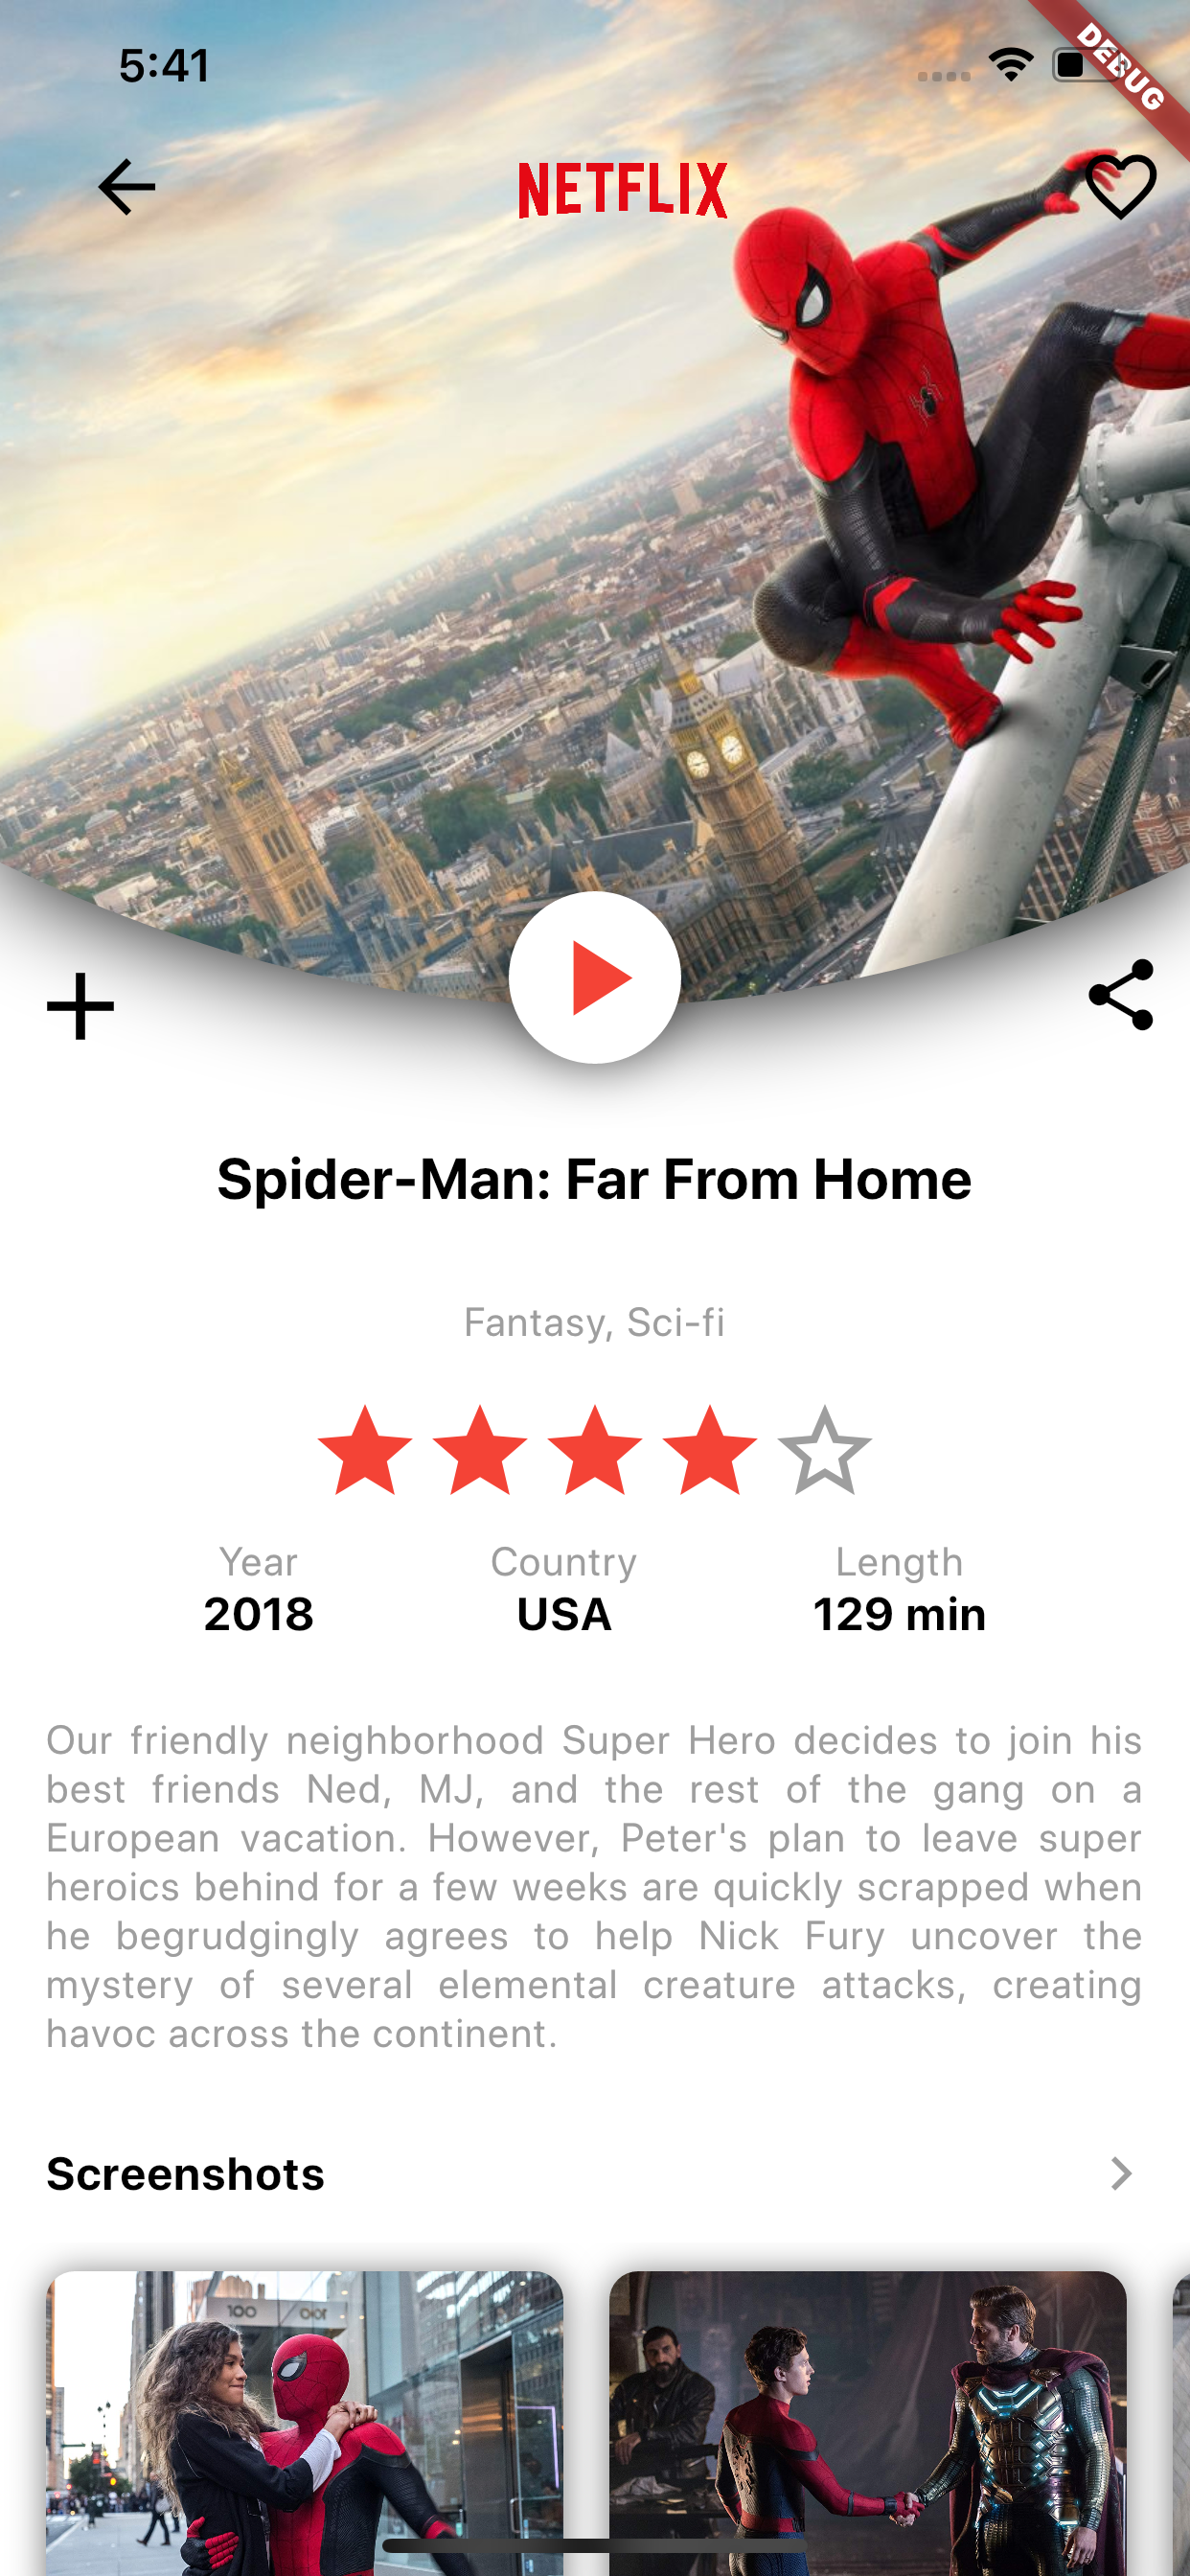 5:41
DEBUG
NETFLIX
Spider-Man: Far From Home
Fantasy, Sci-fi
Year Country Length
2018 USA 129 min
Our friendly neighborhood Super Hero decides to join his
best friends Ned, MJ, and the rest of the gang on a
European vacation. However, Peter's plan to leave super
heroics behind for a few weeks are quickly scrapped when
he begrudgingly agrees to help Nick Fury uncover the
mystery of several elemental creature attacks, creating
havoc across the continent.
Screenshots
100